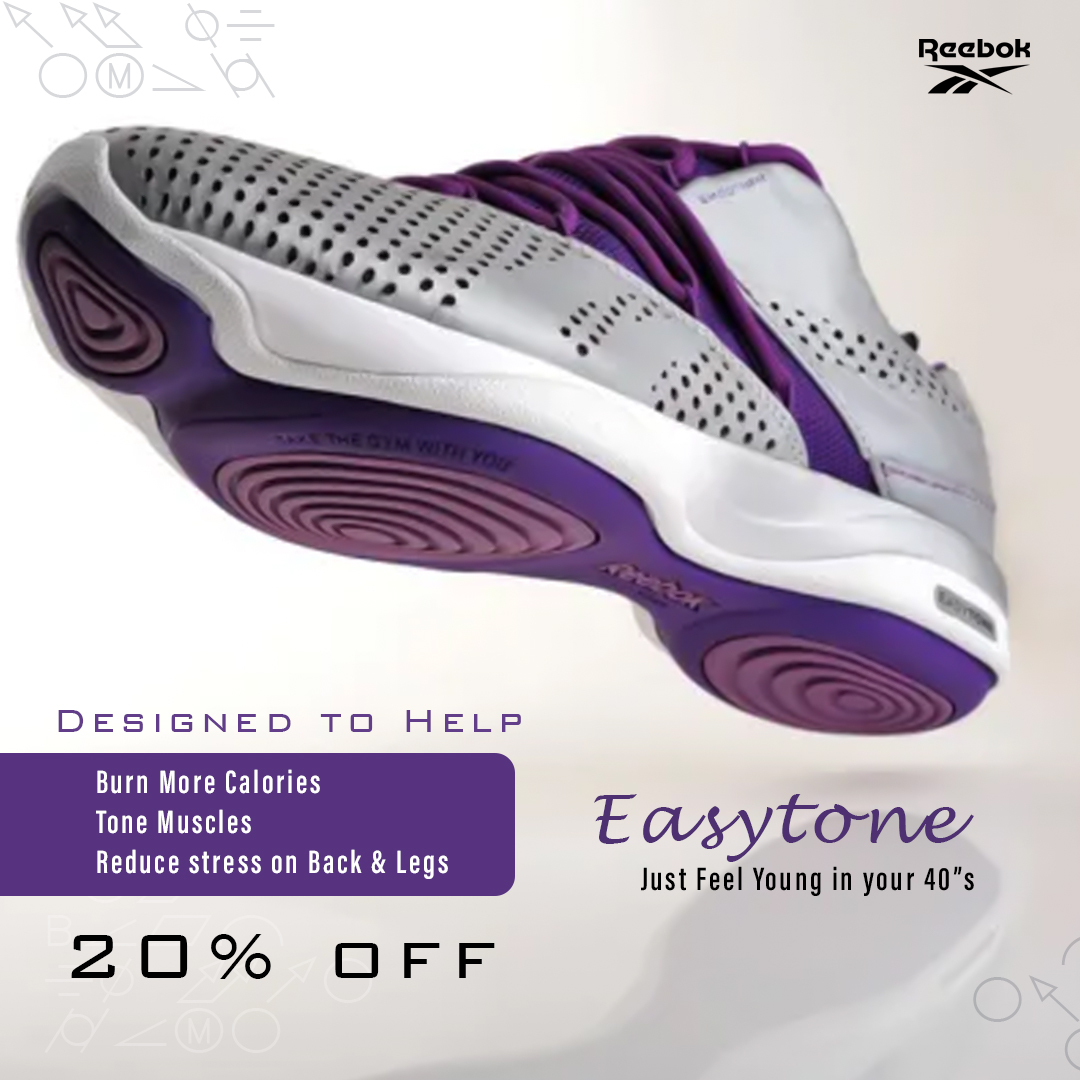 Reebok
TAKE THE GYM WITH YOU
Reebok
EASYTONE
DESIGNED TO HELP
Burn More Calories
Tone Muscles
Reduce stress on Back & Legs
Easytone
Just Feel Young in your 40"s
20% OFF
M
M